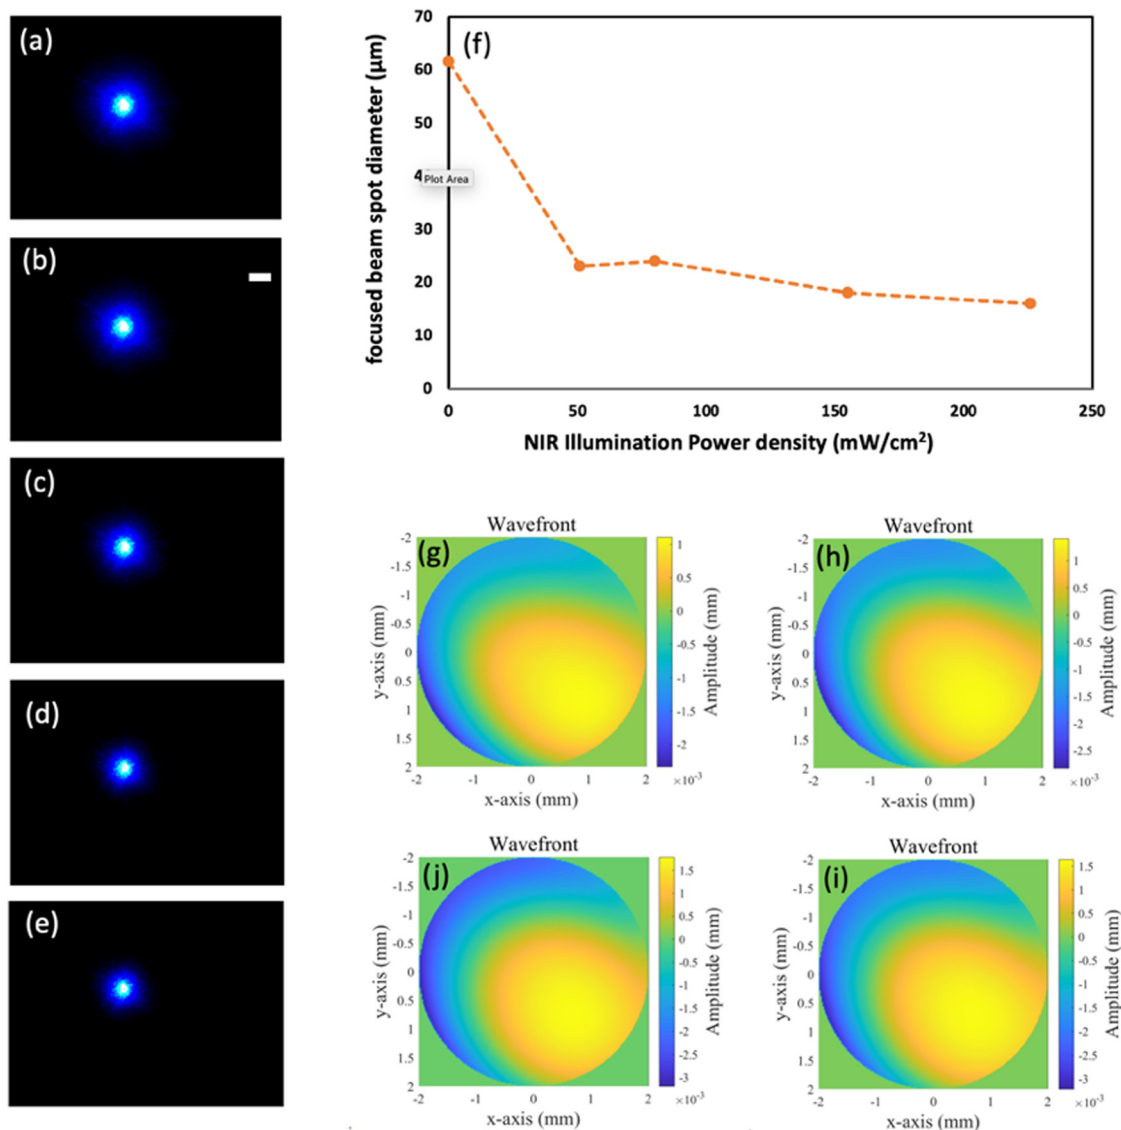 (a)
(b)
(c)
(d)
(e)
(f)
focused beam spot diameter (μm)
70
60
50
4
Plot Area
30
20
10
0
0 50 100 150 200 250
NIR Illumination Power density (mW/cm²)
Wavefront
(g)
y-axis (mm)
-2
-1.5
-1
-0.5
0
0.5
1
1.5
2
-2 -1 0 1 2
x-axis (mm)
1
0.5
0
-0.5
-1
-1.5
-2
×10⁻³
Amplitude (mm)
Wavefront
(h)
y-axis (mm)
-2
-1.5
-1
-0.5
0
0.5
1
1.5
2
-2 -1 0 1 2
x-axis (mm)
1
0.5
0
-0.5
-1
-1.5
-2
-2.5
×10⁻³
Amplitude (mm)
Wavefront
(j)
y-axis (mm)
-2
-1.5
-1
-0.5
0
0.5
1
1.5
2
-2 -1 0 1 2
x-axis (mm)
1.5
1
0.5
0
-0.5
-1
-1.5
-2
-2.5
-3
×10⁻³
Amplitude (mm)
Wavefront
(i)
y-axis (mm)
-2
-1.5
-1
-0.5
0
0.5
1
1.5
2
-2 -1 0 1 2
x-axis (mm)
1.5
1
0.5
0
-0.5
-1
-1.5
-2
-2.5
-3
×10⁻³
Amplitude (mm)